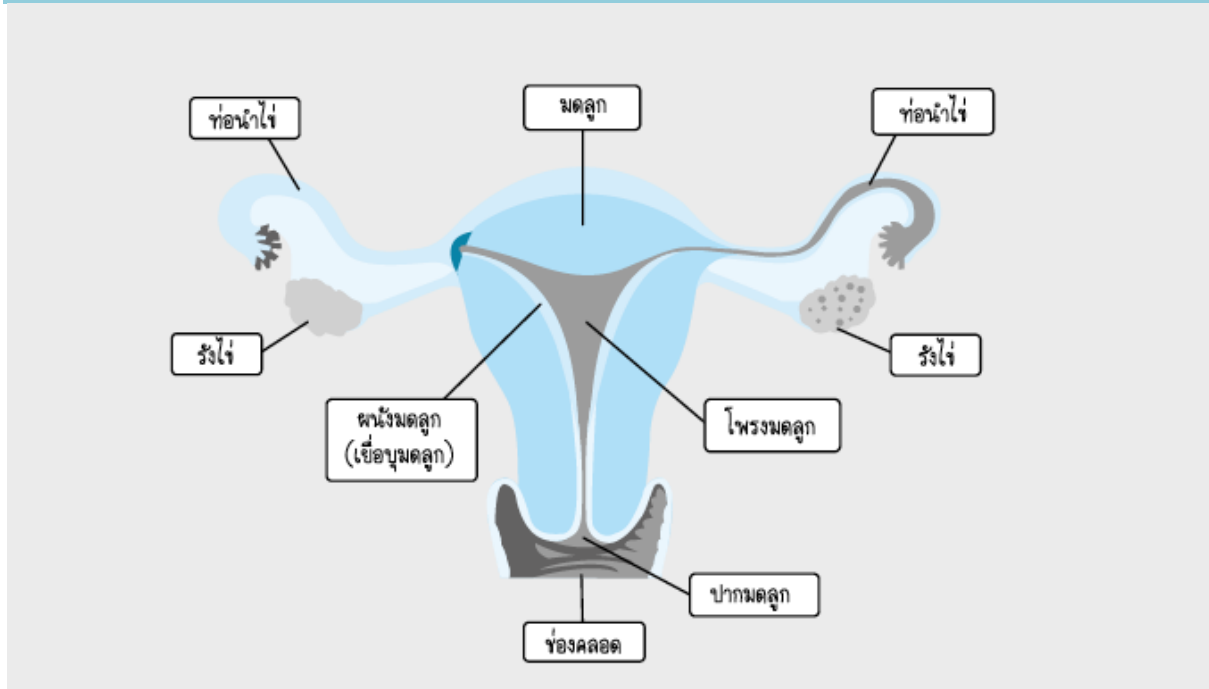 มดลูก
ท่อนำไข่
ท่อนำไข่
รังไข่
รังไข่
ผนังมดลูก
(เยื่อบุมดลูก)
โพรงมดลูก
ปากมดลูก
ช่องคลอด